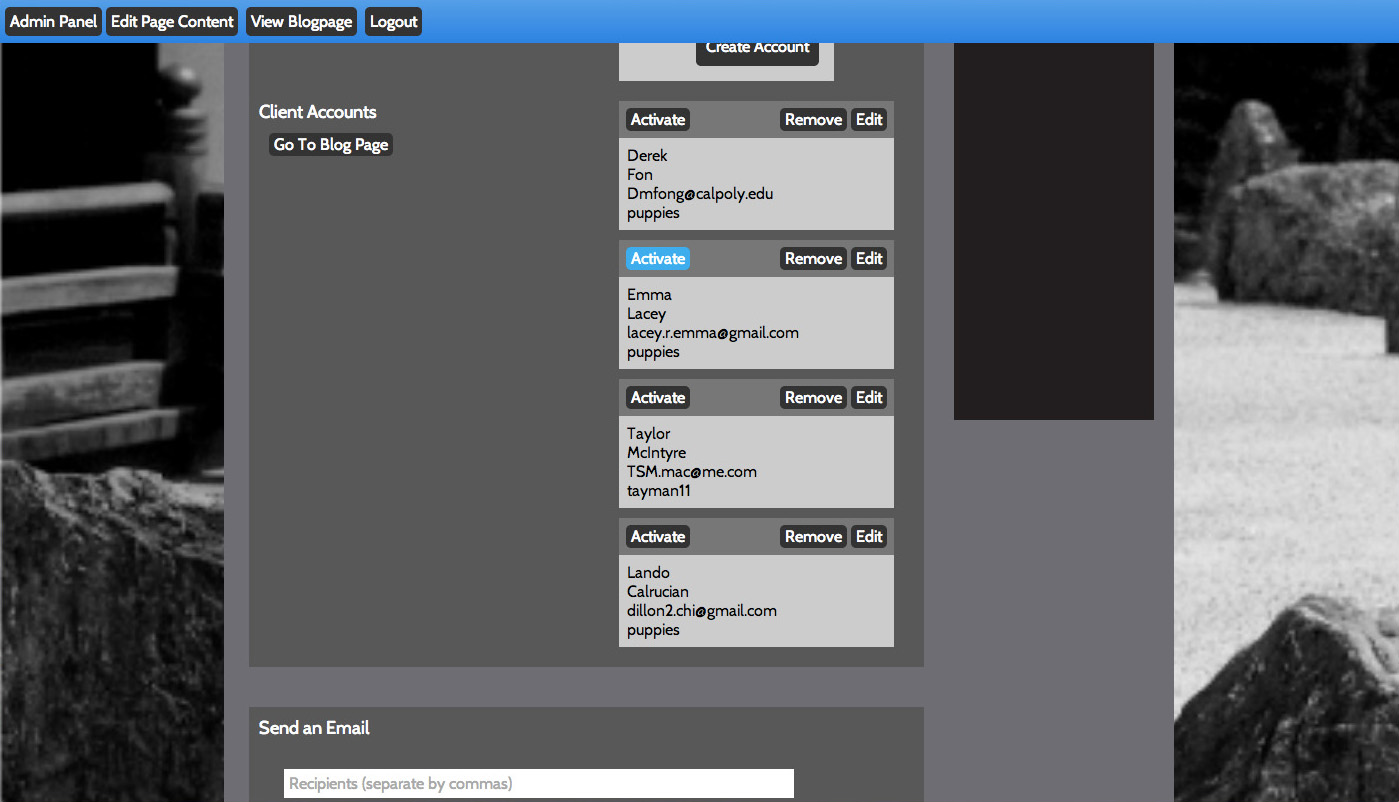 Admin Panel Edit Page Content View Blogpage Logout
Create Account
Client Accounts
Go To Blog Page
Activate Remove Edit
Derek
Fon
Dmfong@calpoly.edu
puppies
Activate Remove Edit
Emma
Lacey
lacey.r.emma@gmail.com
puppies
Activate Remove Edit
Taylor
McIntyre
TSM.mac@me.com
tayman11
Activate Remove Edit
Lando
Calrucian
dillon2.chi@gmail.com
puppies
Send an Email
Recipients (separate by commas)